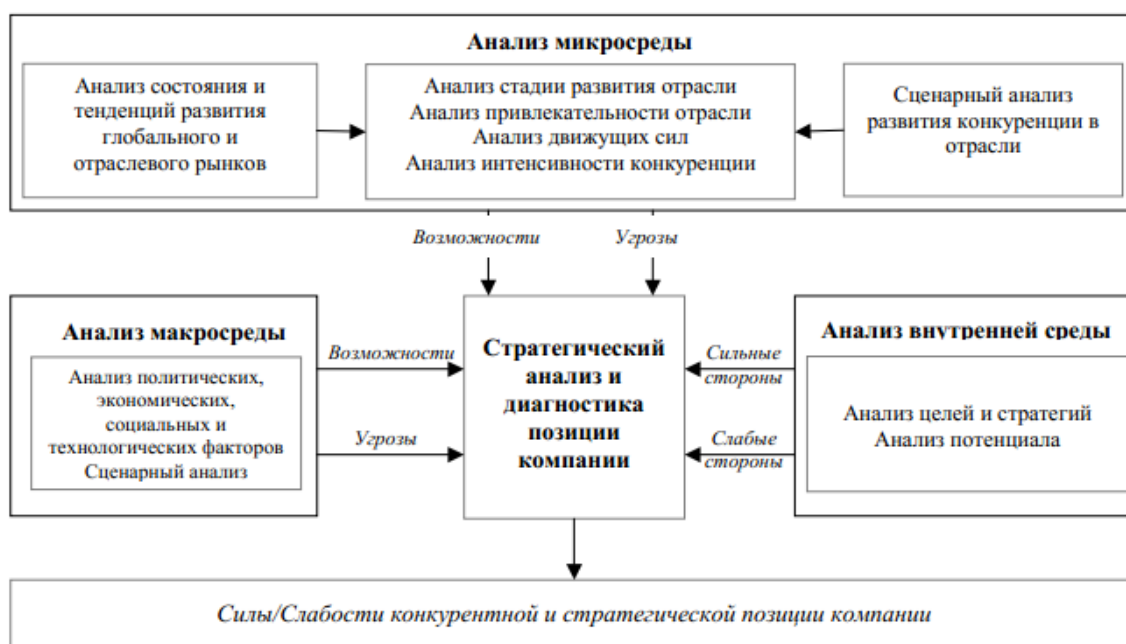 Анализ микросреды
Анализ состояния и
тенденций развития
глобального и
отраслевого рынков
Анализ стадии развития отрасли
Анализ привлекательности отрасли
Анализ движущих сил
Анализ интенсивности конкуренции
Сценарный анализ
развития конкуренции в
отрасли
Возможности
Угрозы
Анализ макросреды
Анализ политических,
экономических,
социальных и
технологических факторов
Сценарный анализ
Возможности
Угрозы
Стратегический
анализ и
диагностика
позиции
компании
Сильные
стороны
Слабые
стороны
Анализ внутренней среды
Анализ целей и стратегий
Анализ потенциала
Силы/Слабости конкурентной и стратегической позиции компании